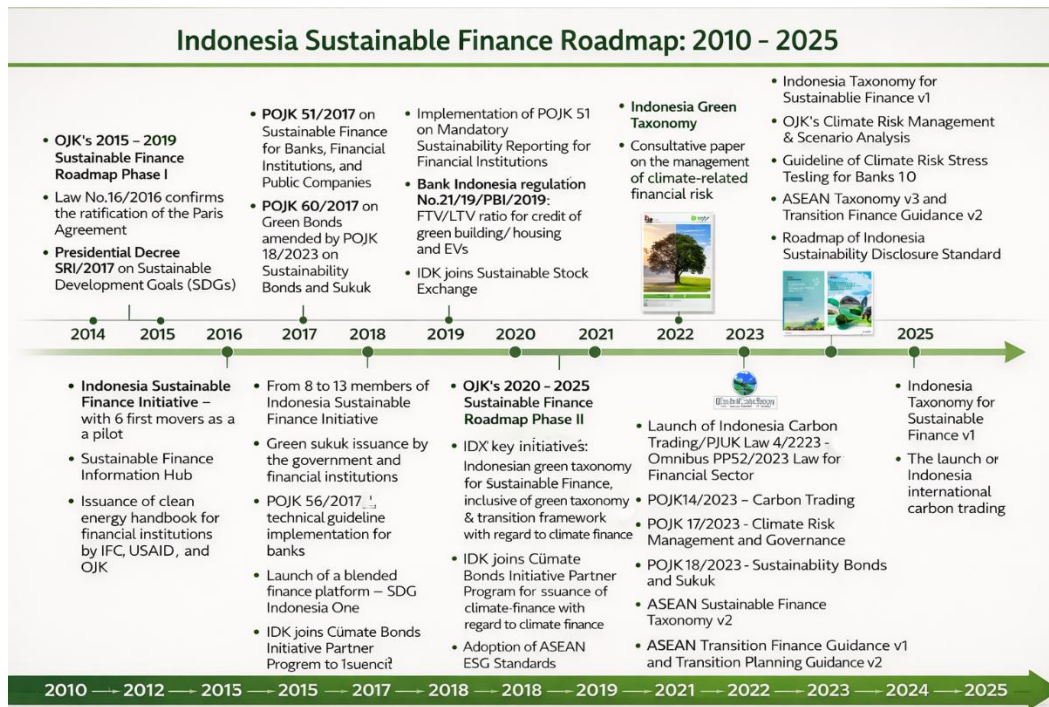 Indonesia Sustainable Finance Roadmap: 2010 – 2025
• OJK's 2015 – 2019
Sustainable Finance
Roadmap Phase I
• Law No.16/2016 confirms
the ratification of the Paris
Agreement
• Presidential Decree
SRI/2017 on Sustainable
Development Goals (SDGs)
• POJK 51/2017 on
Sustainable Finance
for Banks, Financial
Institutions, and
Public Companies
• POJK 60/2017 on
Green Bonds
amended by POJK
18/2023 on
Sustainability
Bonds and Sukuk
• Implementation of POJK 51
on Mandatory
Sustainability Reporting for
Financial Institutions
• Bank Indonesia regulation
No.21/19/PBI/2019:
FTV/LTV ratio for credit of
green building/ housing
and EVs
• IDK joins Sustainable Stock
Exchange
• Indonesia Green
Taxonomy
• Consultative paper
on the management
of climate-related
financial risk
• Indonesia Taxonomy for
Sustainablie Finance v1
• OJK's Climate Risk Management
& Scenario Analysis
• Guideline of Climate Risk Stress
Tesling for Banks 10
• ASEAN Taxonomy v3 and
Transition Finance Guidance v2
• Roadmap of Indonesia
Sustainability Disclosure Standard
2014 2015 2016 2017 2018 2019 2020 2021 2022 2023 2025
• Indonesia Sustainable
Finance Initiative –
with 6 first movers as a
a pilot
• Sustainable Finance
Information Hub
• Issuance of clean
energy handbook for
financial institutions
by IFC, USAID, and
OJK
• From 8 to 13 members of
Indonesia Sustainable
Finance Initiative
• Green sukuk issuance by
the government and
financial institutions
• POJK 56/2017
technical guideline
implementation for
banks
• Launch of a blended
finance platform – SDG
Indonesia One
• IDK joins Cümate Bonds
Initiative Partner
Progrem to 1suencił
• OJK's 2020 – 2025
Sustainable Finance
Roadmap Phase II
• IDX key initiatives:
Indonesian green taxonomy
for Sustainable Finance,
inclusive of green taxonomy
& transition framework
with regard to climate finance
• IDK joins Cümate
Bonds Initiative Partner
Program for issuance of
climate-finance with
regard to climate finance
• Adoption of ASEAN
ESG Standards
• Launch of Indonesia Carbon
Trading/PJUK Law 4/2223 -
Omnibus PP52/2023 Law for
Financial Sector
• POJK14/2023 – Carbon Trading
• POJK 17/2023 - Climate Risk
Management and Governance
• POJK 18/2023 - Sustainablity Bonds
and Sukuk
• ASEAN Sustainable Finance
Taxonomy v2
• ASEAN Transition Finance Guidance v1
and Transition Planning Guidance v2
• Indonesia
Taxonomy for
Sustainable
Finance v1
• The launch or
Indonesia
international
carbon trading
2010 2012 2015 2015 2017 2018 2018 2019 2021 2022 2023 2024 2025